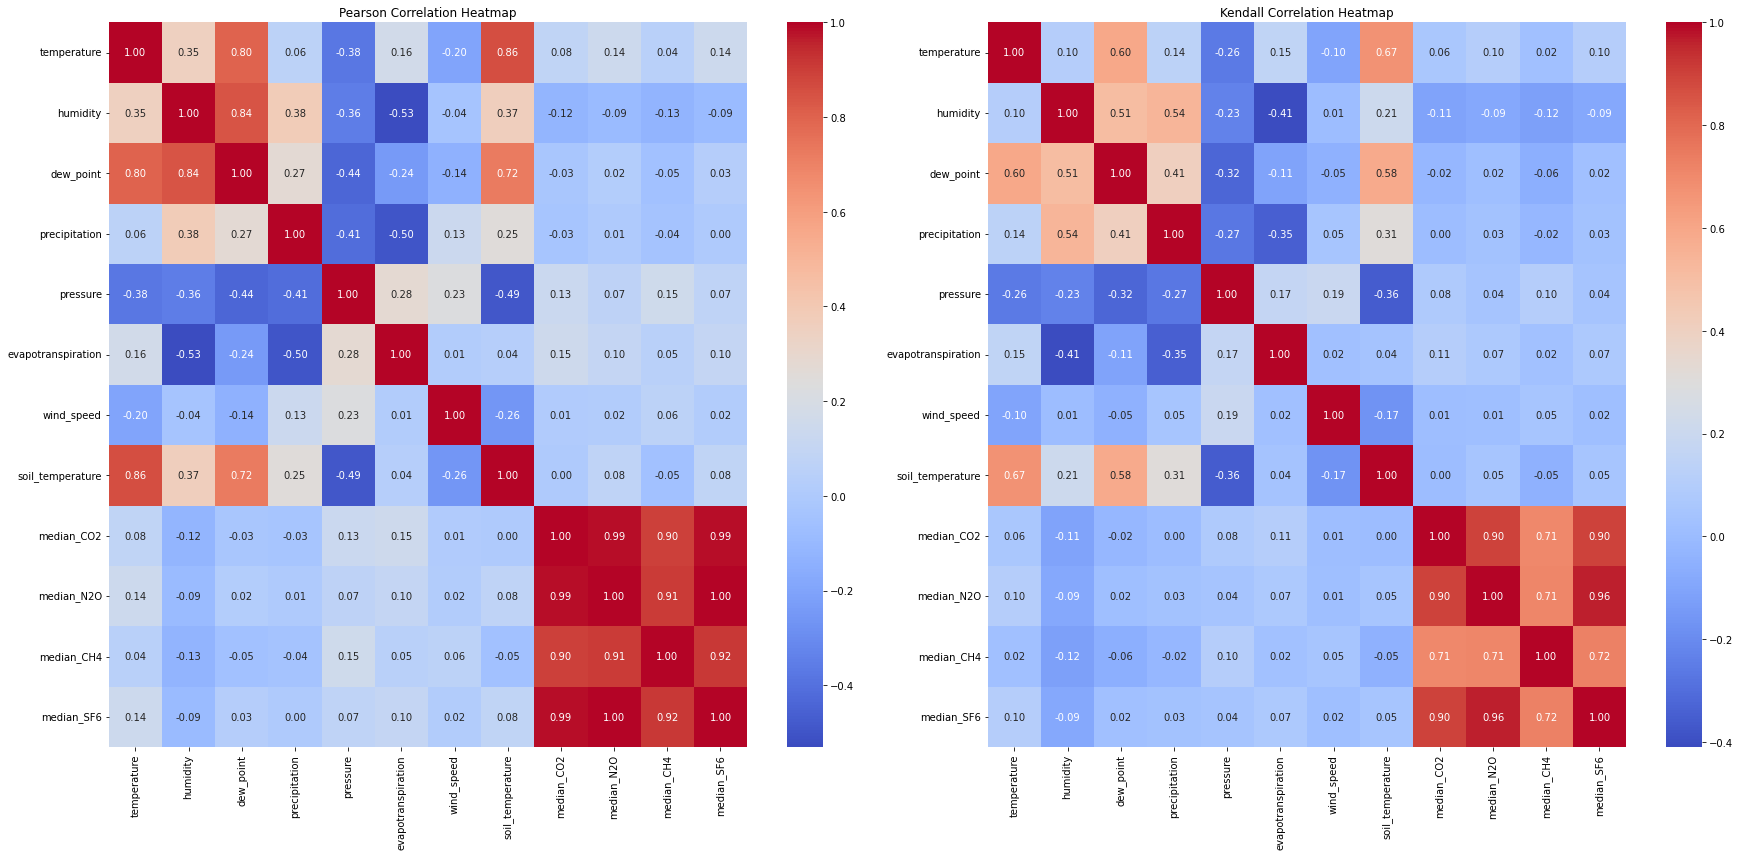 Pearson Correlation Heatmap
temperature 1.00 0.35 0.80 0.06 -0.38 0.16 -0.20 0.86 0.08 0.14 0.04 0.14
humidity 0.35 1.00 0.84 0.38 -0.36 -0.53 -0.04 0.37 -0.12 -0.09 -0.13 -0.09
dew_point 0.80 0.84 1.00 0.27 -0.44 -0.24 -0.14 0.72 -0.03 0.02 -0.05 0.03
precipitation 0.06 0.38 0.27 1.00 -0.41 -0.50 0.13 0.25 -0.03 0.01 -0.04 0.00
pressure -0.38 -0.36 -0.44 -0.41 1.00 0.28 0.23 -0.49 0.13 0.07 0.15 0.07
evapotranspiration 0.16 -0.53 -0.24 -0.50 0.28 1.00 0.01 0.04 0.15 0.10 0.05 0.10
wind_speed -0.20 -0.04 -0.14 0.13 0.23 0.01 1.00 -0.26 0.01 0.02 0.06 0.02
soil_temperature 0.86 0.37 0.72 0.25 -0.49 0.04 -0.26 1.00 0.00 0.08 -0.05 0.08
median_CO2 0.08 -0.12 -0.03 -0.03 0.13 0.15 0.01 0.00 1.00 0.99 0.90 0.99
median_N2O 0.14 -0.09 0.02 0.01 0.07 0.10 0.02 0.08 0.99 1.00 0.91 1.00
median_CH4 0.04 -0.13 -0.05 -0.04 0.15 0.05 0.06 -0.05 0.90 0.91 1.00 0.92
median_SF6 0.14 -0.09 0.03 0.00 0.07 0.10 0.02 0.08 0.99 1.00 0.92 1.00
temperature
humidity
dew_point
precipitation
pressure
evapotranspiration
wind_speed
soil_temperature
median_CO2
median_N2O
median_CH4
median_SF6
1.0
0.8
0.6
0.4
0.2
0.0
−0.2
−0.4
Kendall Correlation Heatmap
temperature 1.00 0.10 0.60 0.14 -0.26 0.15 -0.10 0.67 0.06 0.10 0.02 0.10
humidity 0.10 1.00 0.51 0.54 -0.23 -0.41 0.01 0.21 -0.11 -0.09 -0.12 -0.09
dew_point 0.60 0.51 1.00 0.41 -0.32 -0.11 -0.05 0.58 -0.02 0.02 -0.06 0.02
precipitation 0.14 0.54 0.41 1.00 -0.27 -0.35 0.05 0.31 0.00 0.03 -0.02 0.03
pressure -0.26 -0.23 -0.32 -0.27 1.00 0.17 0.19 -0.36 0.08 0.04 0.10 0.04
evapotranspiration 0.15 -0.41 -0.11 -0.35 0.17 1.00 0.02 0.04 0.11 0.07 0.02 0.07
wind_speed -0.10 0.01 -0.05 0.05 0.19 0.02 1.00 -0.17 0.01 0.01 0.05 0.02
soil_temperature 0.67 0.21 0.58 0.31 -0.36 0.04 -0.17 1.00 0.00 0.05 -0.05 0.05
median_CO2 0.06 -0.11 -0.02 0.00 0.08 0.11 0.01 0.00 1.00 0.90 0.71 0.90
median_N2O 0.10 -0.09 0.02 0.03 0.04 0.07 0.01 0.05 0.90 1.00 0.71 0.96
median_CH4 0.02 -0.12 -0.06 -0.02 0.10 0.02 0.05 -0.05 0.71 0.71 1.00 0.72
median_SF6 0.10 -0.09 0.02 0.03 0.04 0.07 0.02 0.05 0.90 0.96 0.72 1.00
temperature
humidity
dew_point
precipitation
pressure
evapotranspiration
wind_speed
soil_temperature
median_CO2
median_N2O
median_CH4
median_SF6
1.0
0.8
0.6
0.4
0.2
0.0
−0.2
−0.4